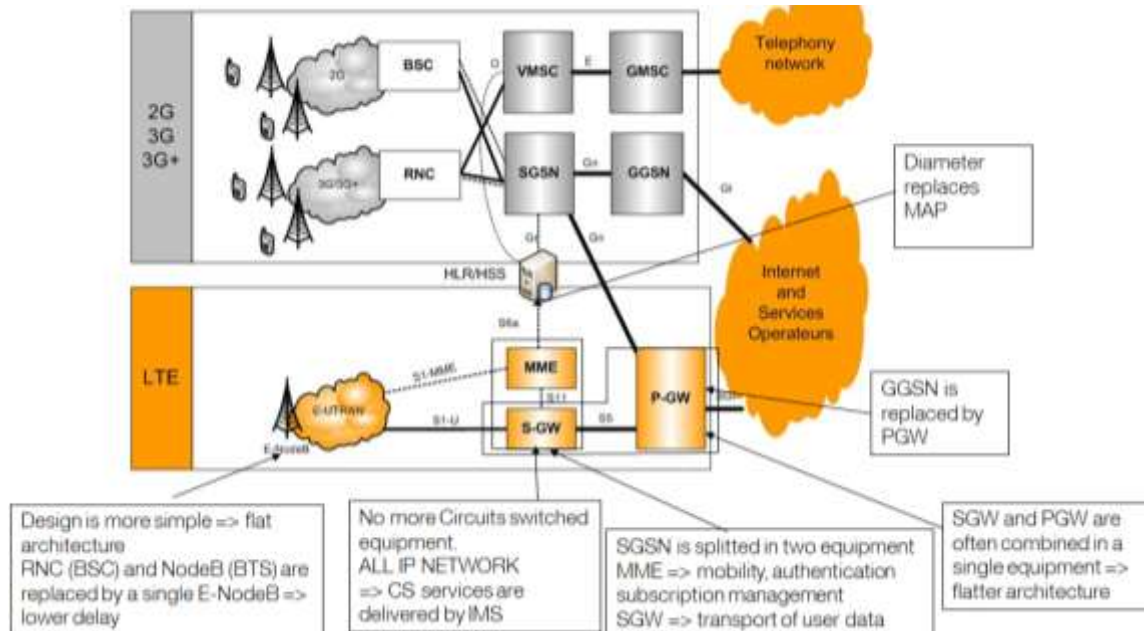 2G
3G
3G+
2G
BSC
D
VMSC
E
GMSC
Telephony
network
3G/3G+
RNC
SGSN
Gn
GGSN
Gi
Gr
Gn
HLR/HSS
Diameter
replaces
MAP
Internet
and
Services
Operateurs
LTE
S6a
MME
S1-MME
S11
E-UTRAN
S1-U
S-GW
S5
P-GW
E-NodeB
GGSN is
replaced by
PGW
Design is more simple => flat
architecture
RNC (BSC) and NodeB (BTS) are
replaced by a single E-NodeB =>
lower delay
No more Circuits switched
equipment.
ALL IP NETWORK
=> CS services are
delivered by IMS
SGSN is splitted in two equipment
MME => mobility, authentication
subscription management
SGW => transport of user data
SGW and PGW are
often combined in a
single equipment =>
flatter architecture